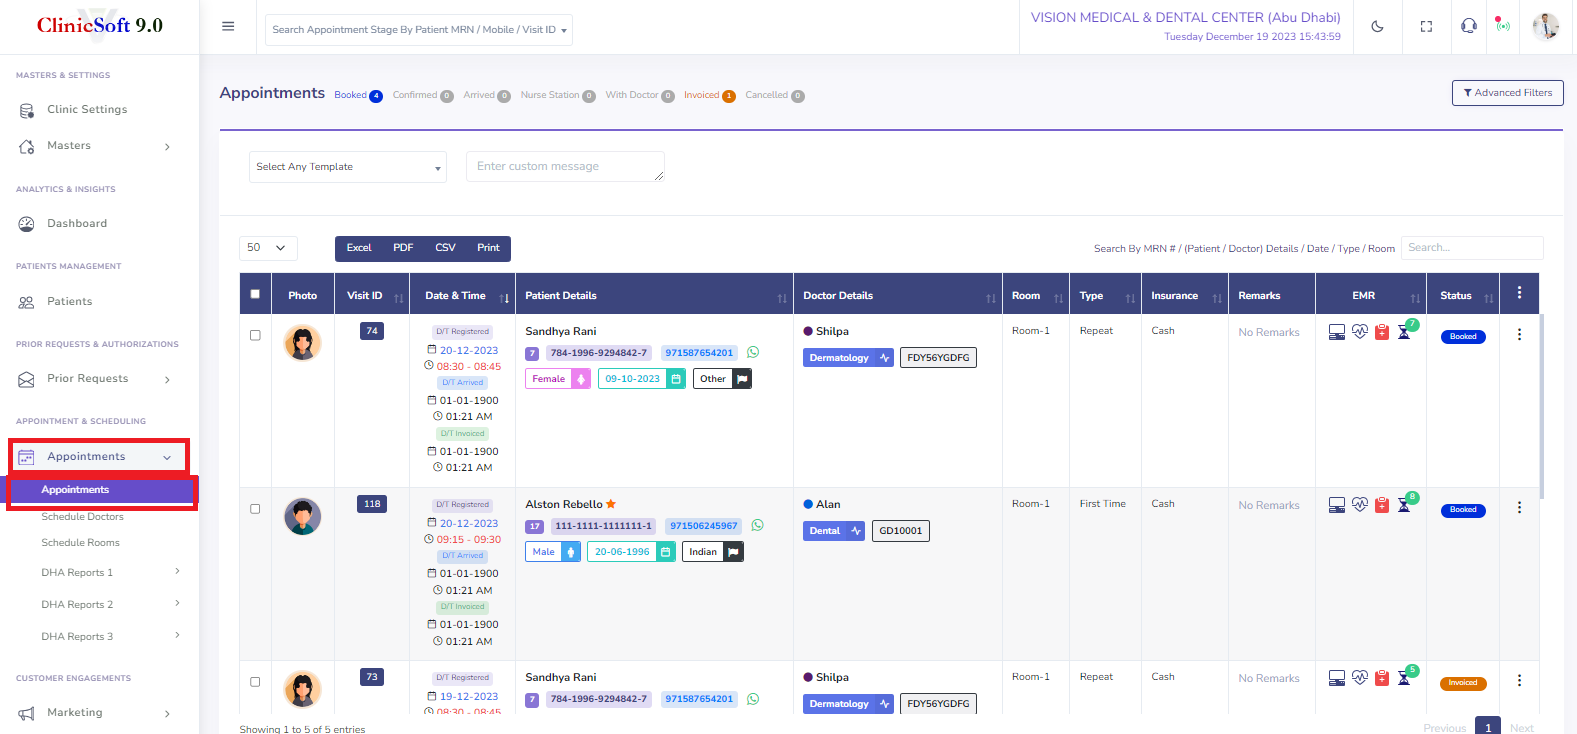 ClinicSoft 9.0
Search Appointment Stage By Patient MRN / Mobile / Visit ID
VISION MEDICAL & DENTAL CENTER (Abu Dhabi)
Tuesday December 19 2023 15:43:59
MASTERS & SETTINGS
Clinic Settings
Masters
ANALYTICS & INSIGHTS
Dashboard
PATIENTS MANAGEMENT
Patients
PRIOR REQUESTS & AUTHORIZATIONS
Prior Requests
APPOINTMENT & SCHEDULING
Appointments
Appointments
Schedule Doctors
Schedule Rooms
DHA Reports 1
DHA Reports 2
DHA Reports 3
CUSTOMER ENGAGEMENTS
Marketing
Appointments Booked 4 Confirmed 0 Arrived 0 Nurse Station 0 With Doctor 0 Invoiced 1 Cancelled 0
Advanced Filters
Select Any Template
Enter custom message
50
Excel PDF CSV Print
Search By MRN # / (Patient / Doctor) Details / Date / Type / Room
Search...
Photo Visit ID Date & Time Patient Details Doctor Details Room Type Insurance Remarks EMR Status
74
D/T Registered
20-12-2023
08:30 - 08:45
D/T Arrived
01-01-1900
01:21 AM
D/T Invoiced
01-01-1900
01:21 AM
Sandhya Rani
7 784-1996-9294842-7 971587654201
Female 09-10-2023 Other
Shilpa
Dermatology FDY56YGDFG
Room-1
Repeat
Cash
No Remarks
7
Booked
118
D/T Registered
20-12-2023
09:15 - 09:30
D/T Arrived
01-01-1900
01:21 AM
D/T Invoiced
01-01-1900
01:21 AM
Alston Rebello
17 111-1111-1111111-1 971506245967
Male 20-06-1996 Indian
Alan
Dental GD10001
Room-1
First Time
Cash
No Remarks
8
Booked
73
D/T Registered
19-12-2023
08:30 - 08:45
Sandhya Rani
7 784-1996-9294842-7 971587654201
Shilpa
Dermatology FDY56YGDFG
Room-1
Repeat
Cash
No Remarks
5
Invoiced
Showing 1 to 5 of 5 entries
Previous 1 Next